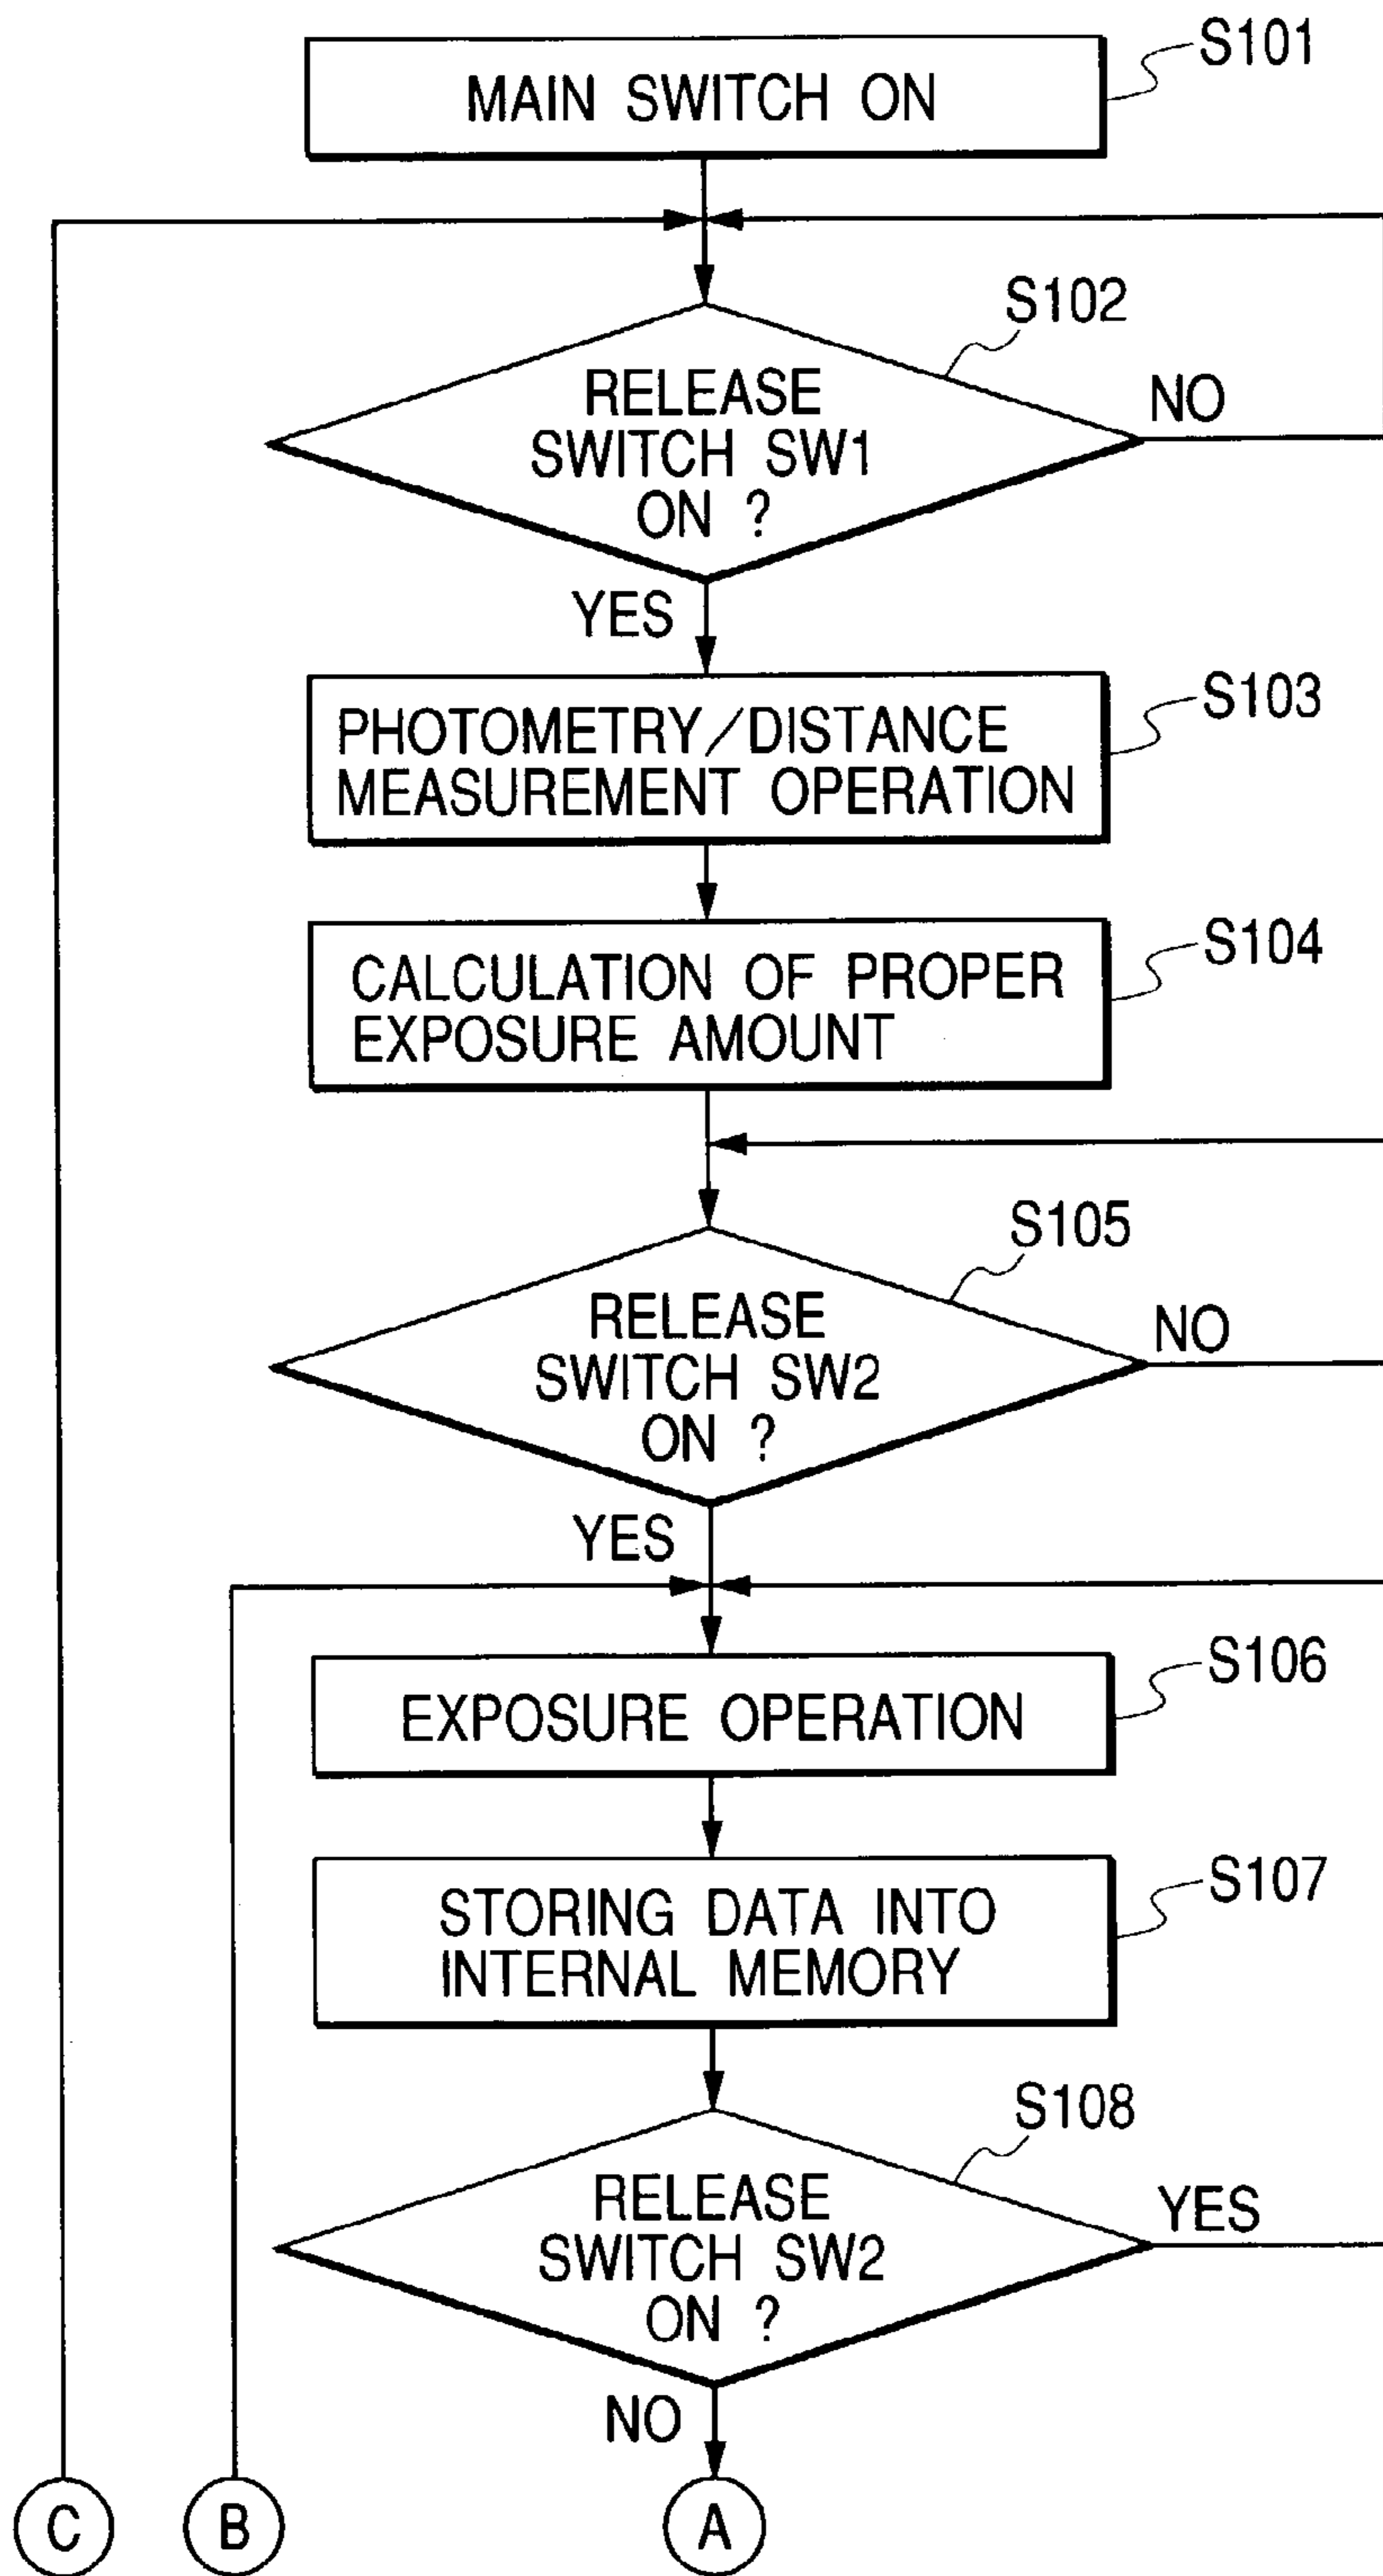 MAIN SWITCH ON
S101
S102
RELEASE
SWITCH SW1
ON ?
NO
YES
S103
PHOTOMETRY/DISTANCE
MEASUREMENT OPERATION
S104
CALCULATION OF PROPER
EXPOSURE AMOUNT
S105
RELEASE
SWITCH SW2
ON ?
NO
YES
S106
EXPOSURE OPERATION
S107
STORING DATA INTO
INTERNAL MEMORY
S108
RELEASE
SWITCH SW2
ON ?
YES
NO
C
B
A